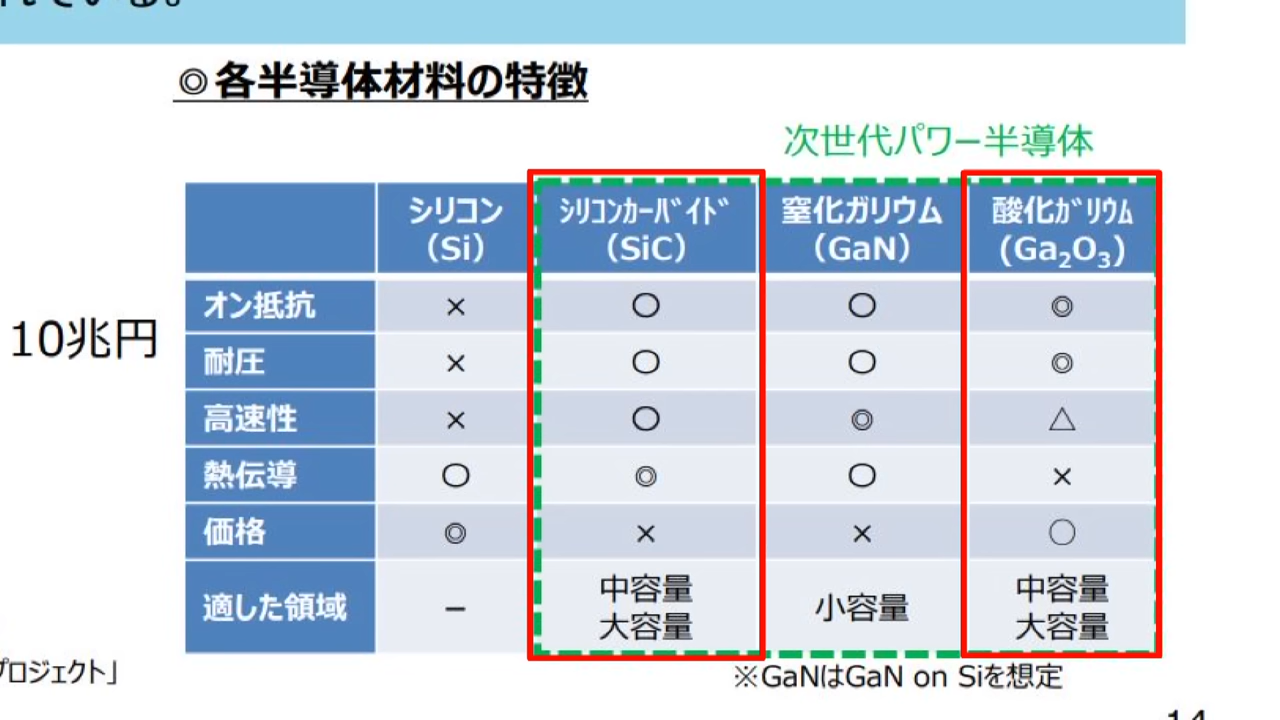 れている。
◎各半導体材料の特徴
次世代パワー半導体
シリコン シリコンカーバイド 窒化ガリウム 酸化ガリウム
(Si) (SiC) (GaN) (Ga₂O₃)
オン抵抗 × 〇 〇 ◎
10兆円
耐圧 × 〇 〇 ◎
高速性 × 〇 ◎ △
熱伝導 〇 ◎ 〇 ×
価格 ◎ × × 〇
適した領域 – 中容量 小容量 中容量
大容量 大容量
プロジェクト」
※GaNはGaN on Siを想定
14